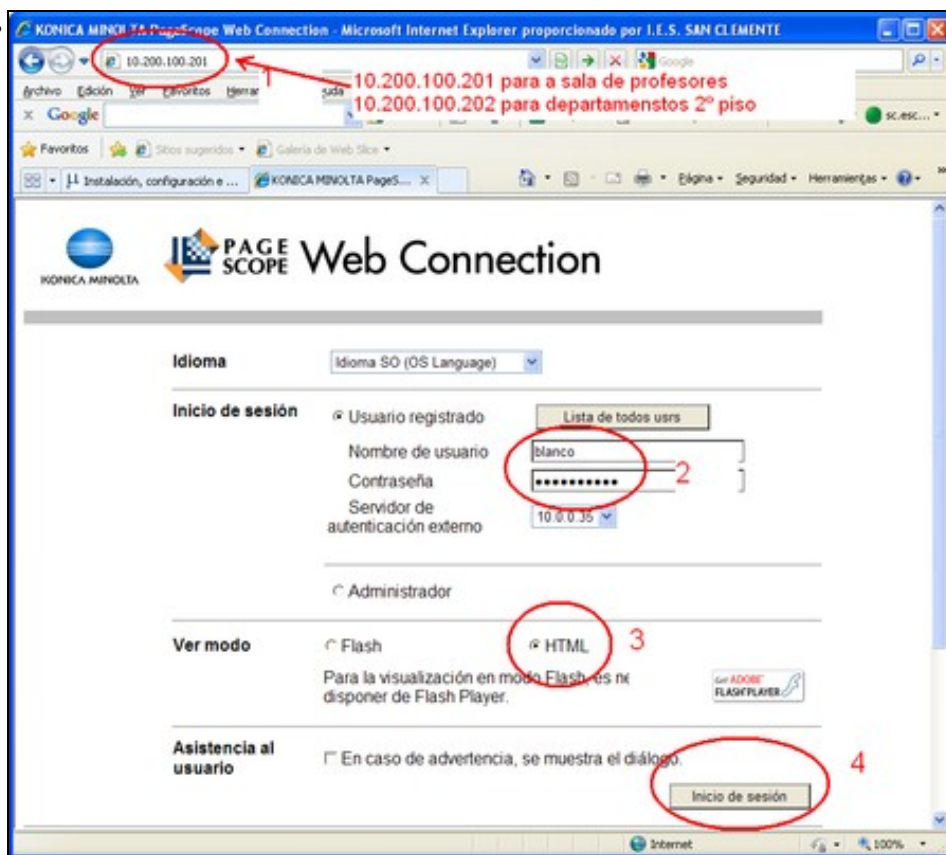 KONICA MINOLTA PageScope Web Connection - Microsoft Internet Explorer proporcionado por I.E.S. SAN CLEMENTE
10.200.100.201
Google
1
10.200.100.201 para a sala de profesores
10.200.100.202 para departamenstos 2º piso
Archivo Edición Ver Favoritos
Google
sc.esc...
Favoritos Sitios sugeridos Galería de Web Slice
Instalación, configuración e ... KONICA MINOLTA PageS... X Página Seguridad Herramientas
KONICA MINOLTA
PAGE SCOPE Web Connection
Idioma Idioma SO (OS Language)
Inicio de sesión Usuario registrado Lista de todos usrs
Nombre de usuario blanco
Contraseña ••••••••••
2
Servidor de
autenticación externo 10.0.0.35
Administrador
Ver modo Flash HTML 3
Para la visualización en modo Flash, es ne
disponer de Flash Player.
Get ADOBE
FLASH PLAYER
Asistencia al
usuario
En caso de advertencia, se muestra el diálogo.
4
Inicio de sesión
Internet 100%